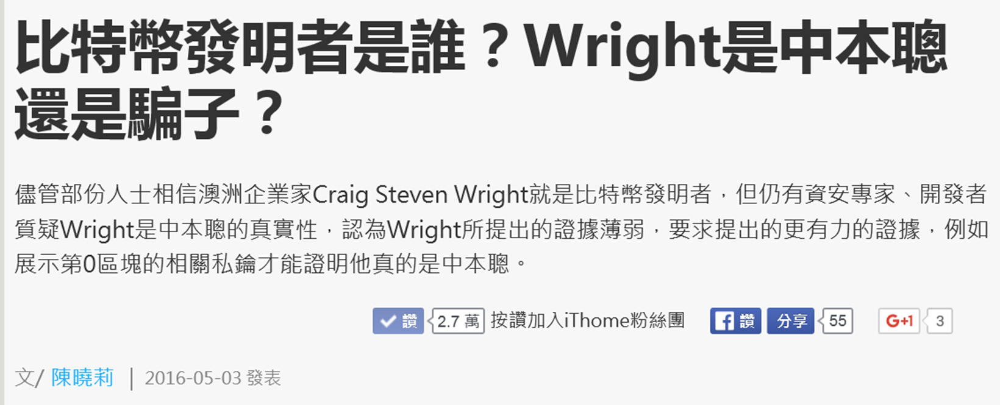 比特幣發明者是誰？Wright是中本聰
還是騙子？
儘管部份人士相信澳洲企業家Craig Steven Wright就是比特幣發明者，但仍有資安專家、開發者
質疑Wright是中本聰的真實性，認為Wright所提出的證據薄弱，要求提出的更有力的證據，例如
展示第0區塊的相關私鑰才能證明他真的是中本聰。
讚 2.7 萬 按讚加入iThome粉絲團 讚 分享 55 G+1 3
文/ 陳曉莉 | 2016-05-03 發表